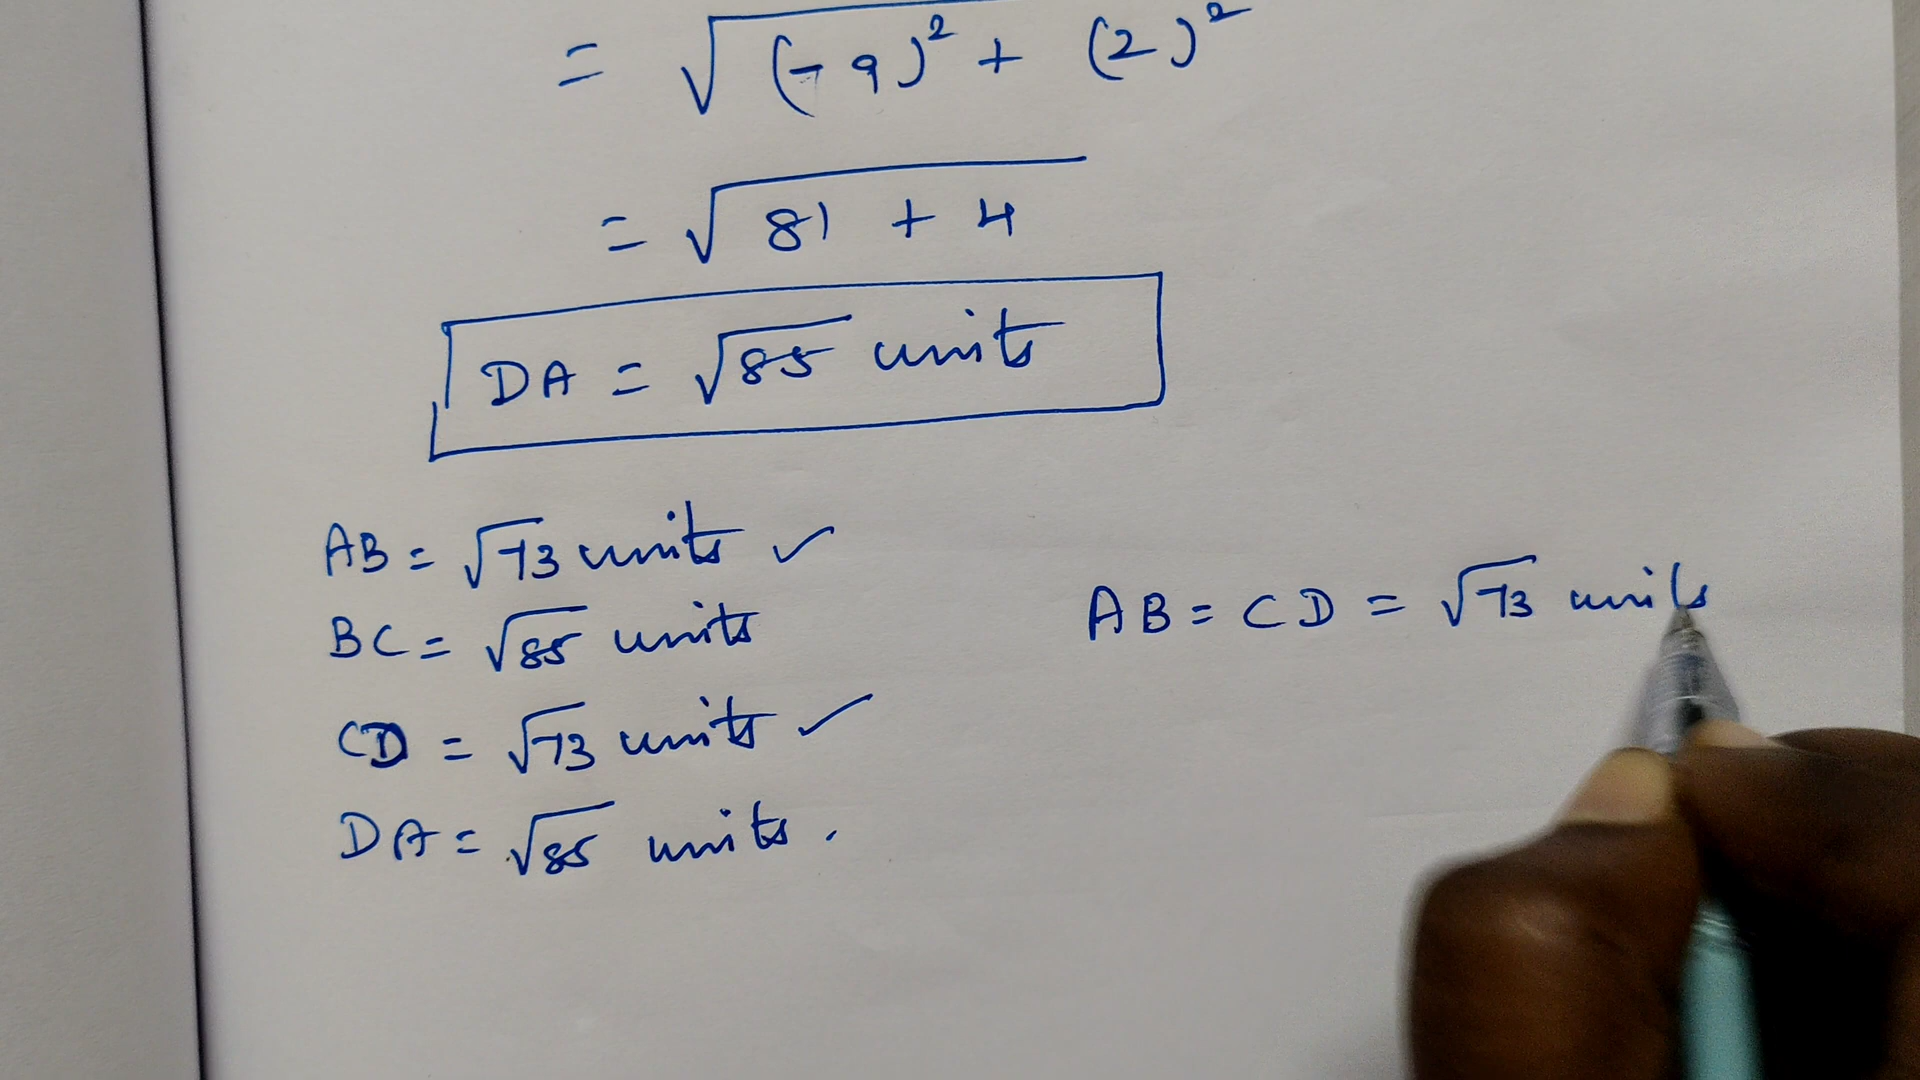 = √(-9)² + (2)²
= √81 + 4
DA = √85 units
AB = √73 units ✓
BC = √85 units
CD = √73 units ✓
DA = √85 units.
AB = CD = √73 units